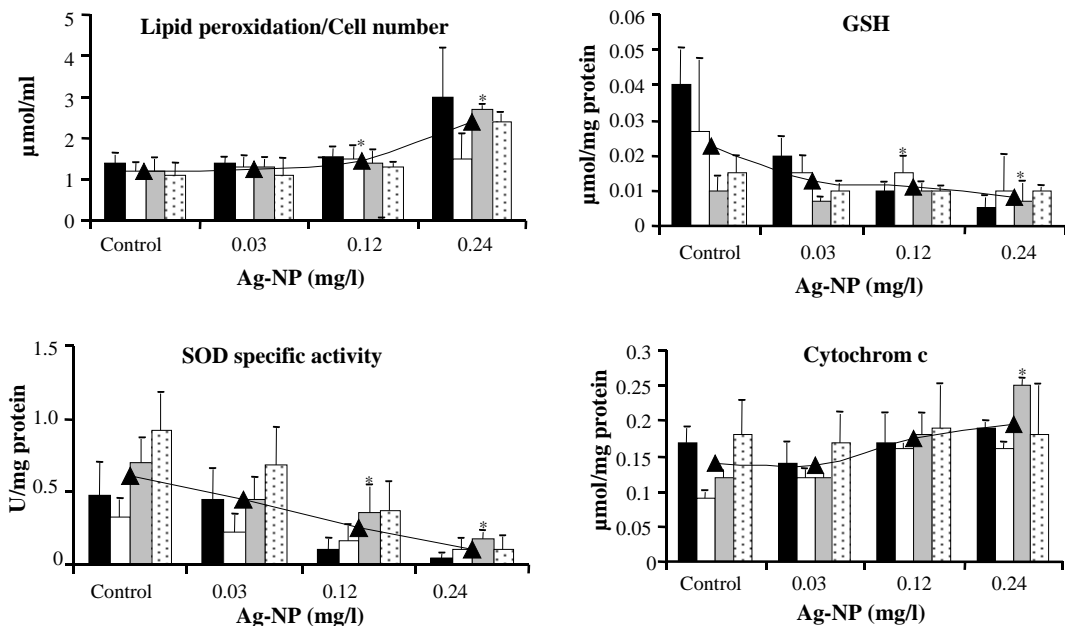 Lipid peroxidation/Cell number
μmol/ml
5
4
3
2
1
0
*
*
Control 0.03 0.12 0.24
Ag-NP (mg/l)
GSH
μmol/mg protein
0.06
0.05
0.04
0.03
0.02
0.01
0
*
*
Control 0.03 0.12 0.24
Ag-NP (mg/l)
SOD specific activity
U/mg protein
1.5
1.0
0.5
0
*
*
Control 0.03 0.12 0.24
Ag-NP (mg/l)
Cytochrom c
μmol/mg protein
0.3
0.25
0.20
0.15
0.10
0.05
0
*
Control 0.03 0.12 0.24
Ag-NP (mg/l)